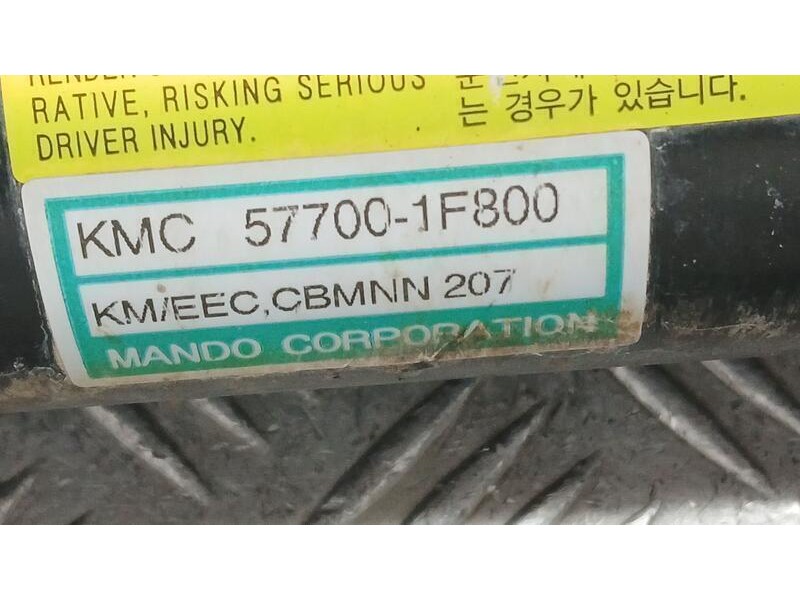 RATIVE, RISKING SERIOUS
DRIVER INJURY.
는 경우가 있습니다.
KMC 57700-1F800
KM/EEC,CBMNN 207
MANDO CORPORATION